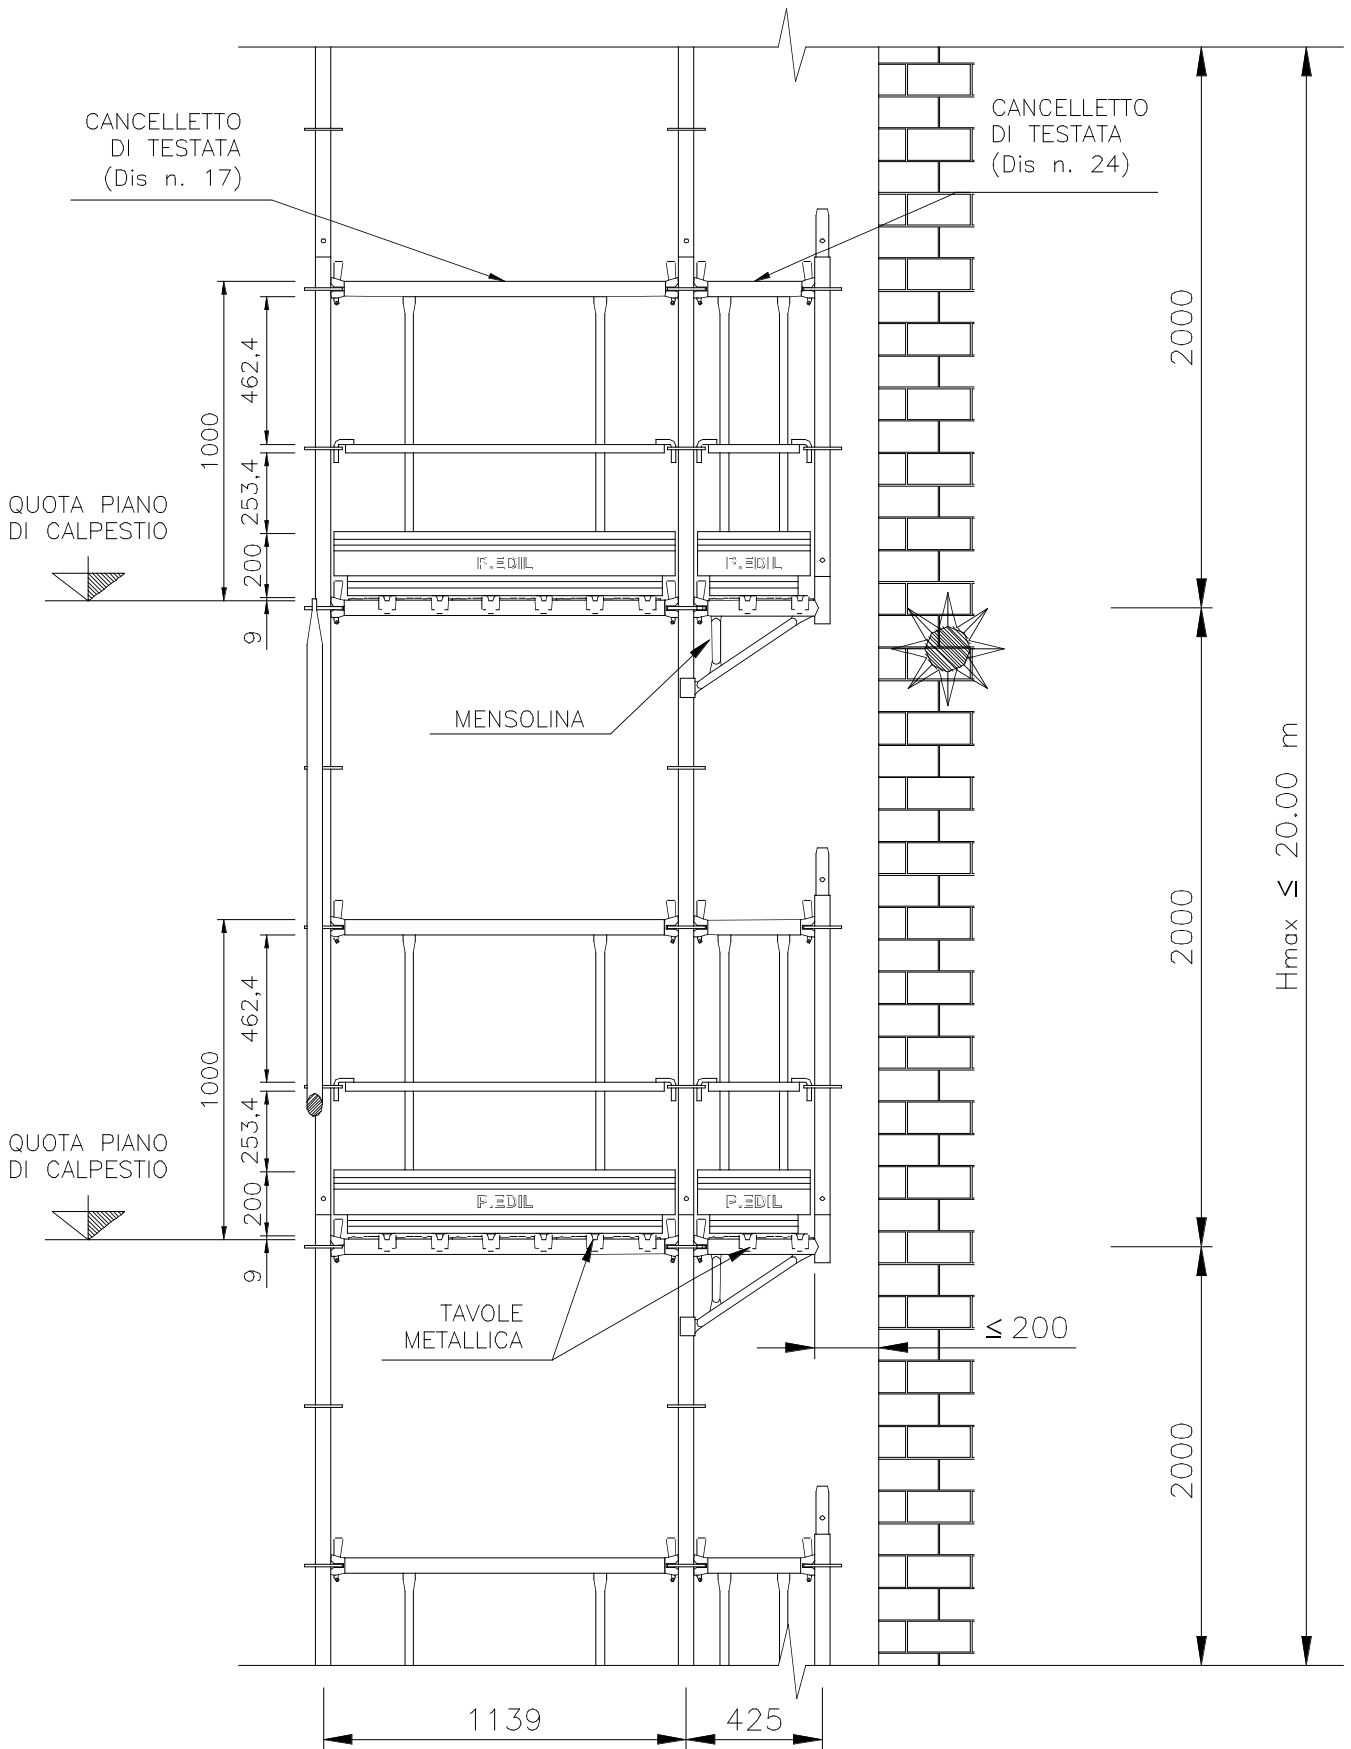 CANCELLETTO
DI TESTATA
(Dis n. 17)
CANCELLETTO
DI TESTATA
(Dis n. 24)
2000
462,4
1000
253,4
QUOTA PIANO
DI CALPESTIO
200
P.EDIL
P.EDIL
9
MENSOLINA
Hmax ≤ 20.00 m
2000
462,4
1000
253,4
QUOTA PIANO
DI CALPESTIO
200
P.EDIL
P.EDIL
9
TAVOLE
METALLICA
≤ 200
2000
1139
425